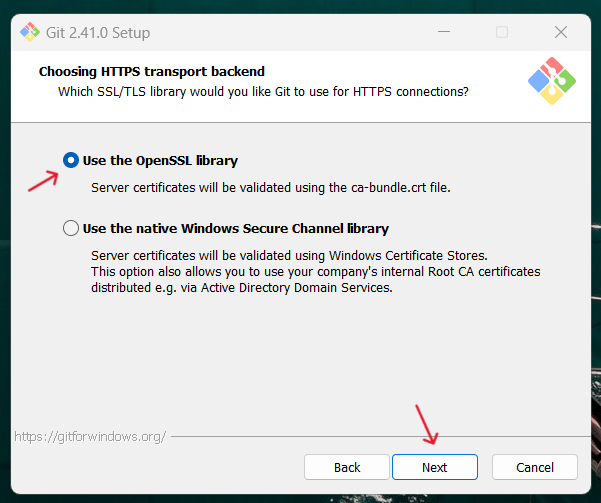 Git 2.41.0 Setup
Choosing HTTPS transport backend
Which SSL/TLS library would you like Git to use for HTTPS connections?
Use the OpenSSL library
Server certificates will be validated using the ca-bundle.crt file.
Use the native Windows Secure Channel library
Server certificates will be validated using Windows Certificate Stores.
This option also allows you to use your company's internal Root CA certificates
distributed e.g. via Active Directory Domain Services.
https://gitforwindows.org/
Back Next Cancel